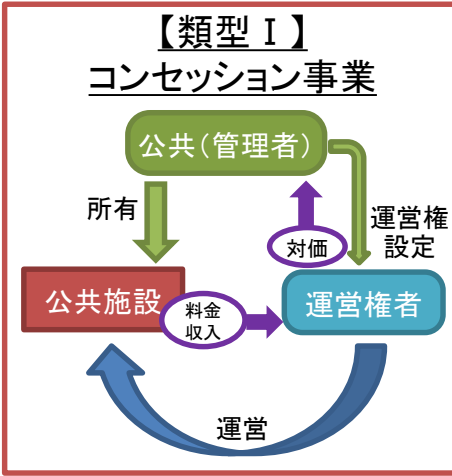 【類型Ⅰ】
コンセッション事業
公共(管理者)
所有
対価
運営権
設定
公共施設
料金
収入
運営権者
運営